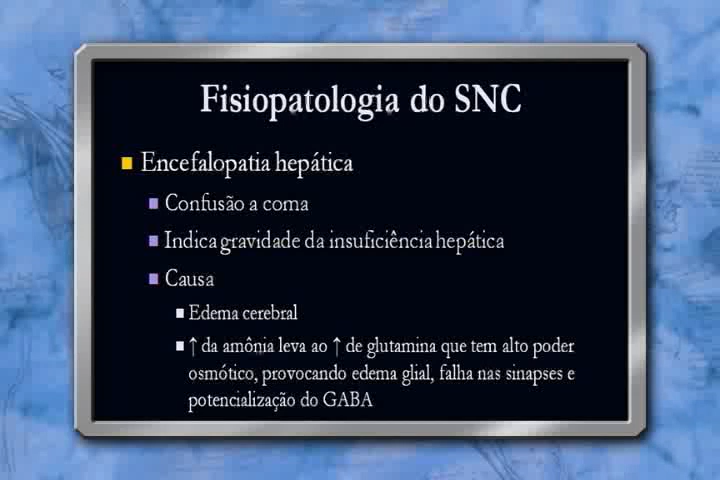 Fisiopatologia do SNC
Encefalopatia hepática
Confusão a coma
Indica gravidade da insuficiência hepática
Causa
Edema cerebral
↑ da amônia leva ao ↑ de glutamina que tem alto poder
osmótico, provocando edema glial, falha nas sinapses e
potencialização do GABA